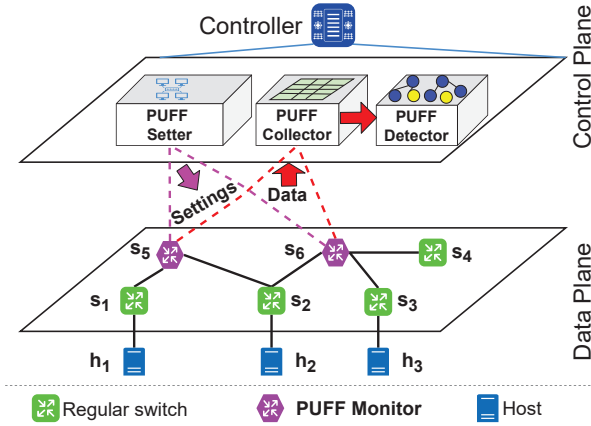 Controller
Control Plane
PUFF
Setter
PUFF
Collector
PUFF
Detector
Settings
Data
Data Plane
s5
s6
s4
s1
s2
s3
h1
h2
h3
Regular switch
PUFF Monitor
Host